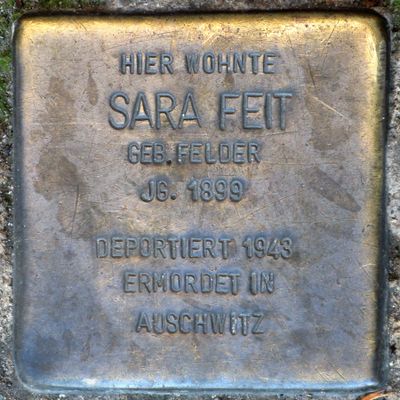 HIER WOHNTE
SARA FEIT
GEB. FELDER
JG. 1899
DEPORTIERT 1943
ERMORDET IN
AUSCHWITZ